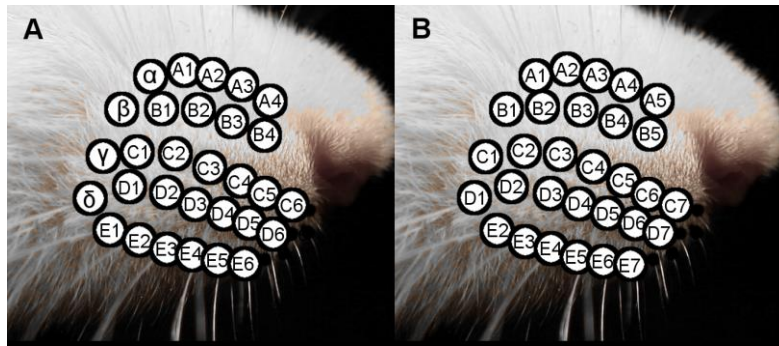 A
α A1 A2 A3 A4
β B1 B2 B3 B4
γ C1 C2 C3 C4 C5 C6
δ D1 D2 D3 D4 D5 D6
E1 E2 E3 E4 E5 E6
B
A1 A2 A3 A4 A5
B1 B2 B3 B4 B5
C1 C2 C3 C4 C5 C6 C7
D1 D2 D3 D4 D5 D6 D7
E2 E3 E4 E5 E6 E7